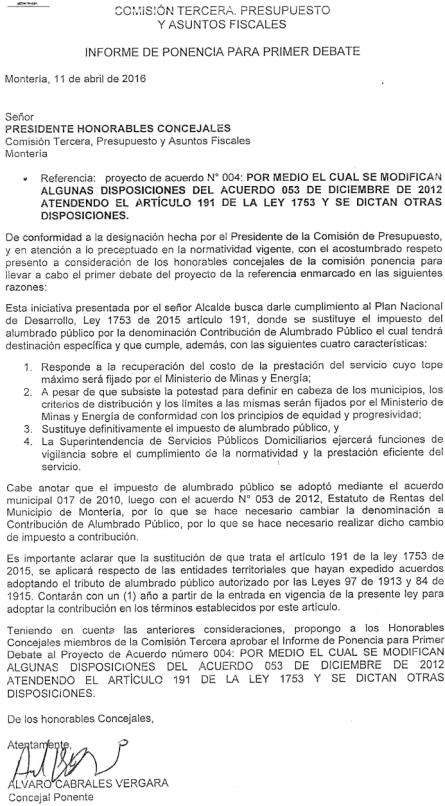 COMISIÓN TERCERA. PRESUPUESTO
Y ASUNTOS FISCALES
INFORME DE PONENCIA PARA PRIMER DEBATE
Montería, 11 de abril de 2016
Señor
PRESIDENTE HONORABLES CONCEJALES
Comisión Tercera, Presupuesto y Asuntos Fiscales
Montería
• Referencia: proyecto de acuerdo N° 004: POR MEDIO EL CUAL SE MODIFICAN
ALGUNAS DISPOSICIONES DEL ACUERDO 053 DE DICIEMBRE DE 2012
ATENDENDO EL ARTÍCULO 191 DE LA LEY 1753 Y SE DICTAN OTRAS
DISPOSICIONES.
De conformidad a la designación hecha por el Presidente de la Comisión de Presupuesto,
y en atención a lo preceptuado en la normatividad vigente, con el acostumbrado respeto
presento a consideración de los honorables concejales de la comisión ponencia para
llevar a cabo el primer debate del proyecto de la referencia enmarcado en las siguientes
razones:
Esta iniciativa presentada por el señor Alcalde busca darle cumplimiento al Plan Nacional
de Desarrollo, Ley 1753 de 2015 artículo 191, donde se sustituye el impuesto del
alumbrado público por la denominación Contribución de Alumbrado Público el cual tendrá
destinación específica y que cumple, además, con las siguientes cuatro características:
1. Responde a la recuperación del costo de la prestación del servicio cuyo tope
máximo será fijado por el Ministerio de Minas y Energía;
2. A pesar de que subsiste la potestad para definir en cabeza de los municipios, los
criterios de distribución y los límites a las mismas serán fijados por el Ministerio de
Minas y Energía de conformidad con los principios de equidad y progresividad;
3. Sustituye definitivamente el impuesto de alumbrado público, y
4. La Superintendencia de Servicios Públicos Domiciliarios ejercerá funciones de
vigilancia sobre el cumplimiento de la normatividad y la prestación eficiente del
servicio.
Cabe anotar que el impuesto de alumbrado público se adoptó mediante el acuerdo
municipal 017 de 2010, luego con el acuerdo N° 053 de 2012, Estatuto de Rentas del
Municipio de Montería, por lo que se hace necesario cambiar la denominación a
Contribución de Alumbrado Público, por lo que se hace necesario realizar dicho cambio
de impuesto a contribución.
Es importante aclarar que la sustitución de que trata el artículo 191 de la ley 1753 de
2015, se aplicará respecto de las entidades territoriales que hayan expedido acuerdos
adoptando el tributo de alumbrado público autorizado por las Leyes 97 de 1913 y 84 de
1915. Contarán con un (1) año a partir de la entrada en vigencia de la presente ley para
adoptar la contribución en los términos establecidos por este artículo.
Teniendo en cuenta las anteriores consideraciones, propongo a los Honorables
Concejales miembros de la Comisión Tercera aprobar el Informe de Ponencia para Primer
Debate al Proyecto de Acuerdo número 004: POR MEDIO EL CUAL SE MODIFICAN
ALGUNAS DISPOSICIONES DEL ACUERDO 053 DE DICIEMBRE DE 2012
ATENDENDO EL ARTÍCULO 191 DE LA LEY 1753 Y SE DICTAN OTRAS
DISPOSICIONES.
De los honorables Concejales,
Atentamente,
ALVARO CABRALES VERGARA
Concejal Ponente